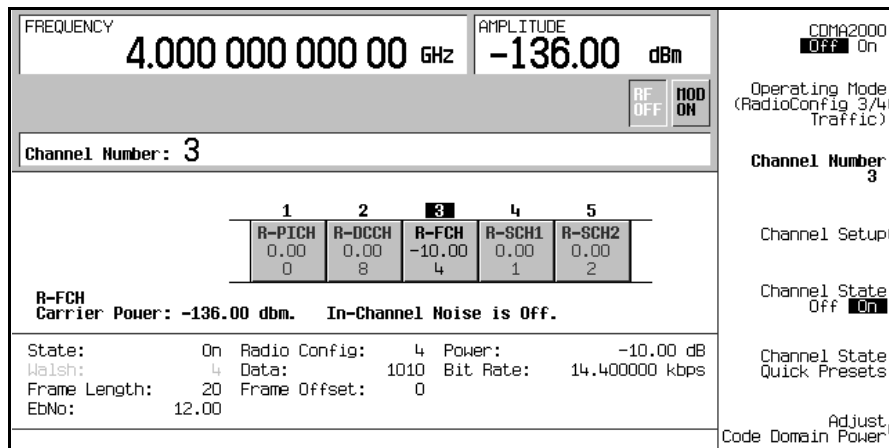 FREQUENCY
4.000 000 000 00 GHz
AMPLITUDE
-136.00 dBm
RF OFF
MOD ON
Channel Number: 3
1 2 3 4 5
R-PICH R-DCCH R-FCH R-SCH1 R-SCH2
0.00 0.00 -10.00 0.00 0.00
0 8 4 1 2
R-FCH
Carrier Power: -136.00 dbm. In-Channel Noise is Off.
State: On Radio Config: 4 Power: -10.00 dB
Walsh: 4 Data: 1010 Bit Rate: 14.400000 kbps
Frame Length: 20 Frame Offset: 0
EbNo: 12.00
CDMA2000
Off On
Operating Mode
(RadioConfig 3/4
Traffic)
Channel Number
3
Channel Setup
Channel State
Off On
Channel State
Quick Presets
Adjust
Code Domain Power